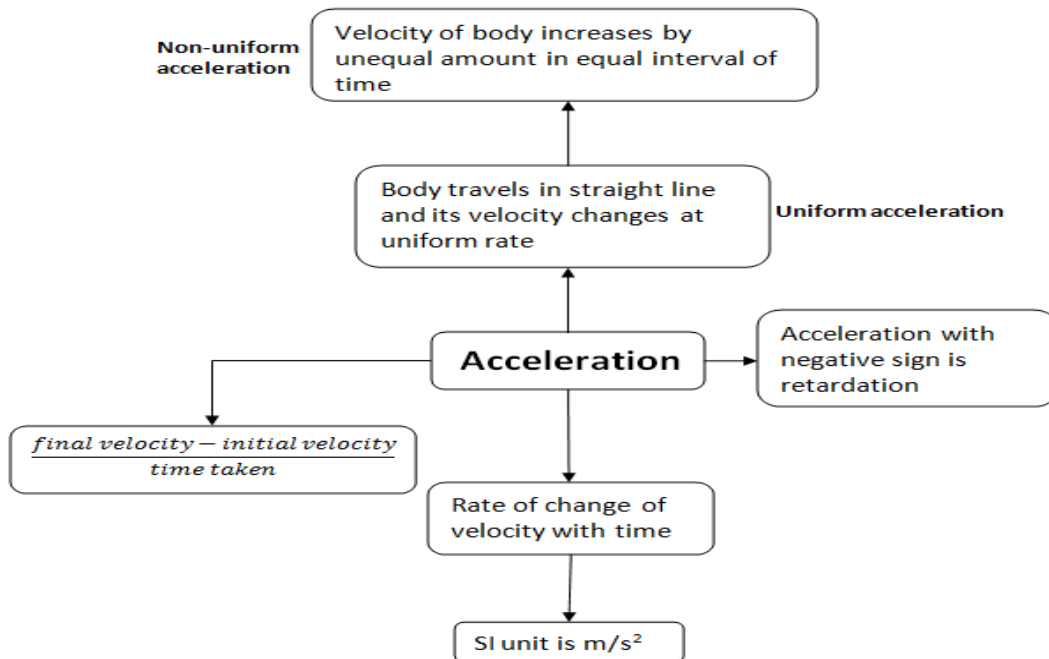 Non-uniform
acceleration
Velocity of body increases by
unequal amount in equal interval of
time
Body travels in straight line
and its velocity changes at
uniform rate
Uniform acceleration
Acceleration
Acceleration with
negative sign is
retardation
final velocity − initial velocity
time taken
Rate of change of
velocity with time
SI unit is m/s²